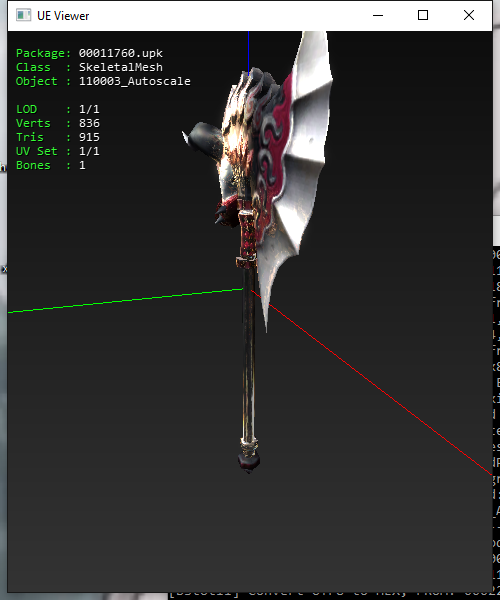 UE Viewer
Package: 00011760.upk
Class  : SkeletalMesh
Object : 110003_Autoscale
LOD    : 1/1
Verts  : 836
Tris   : 915
UV Set : 1/1
Bones  : 1